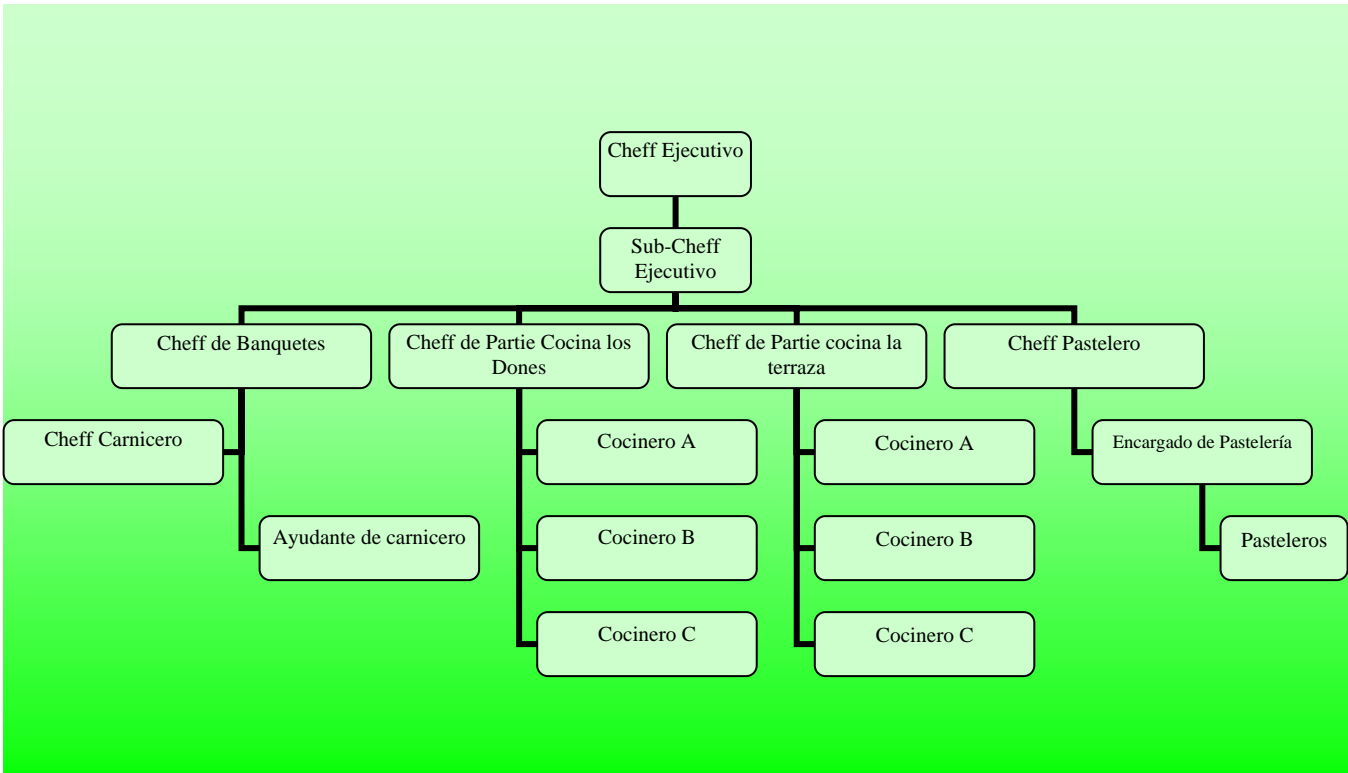 Cheff Ejecutivo
Sub-Cheff
Ejecutivo
Cheff de Banquetes
Cheff de Partie Cocina los
Dones
Cheff de Partie cocina la
terraza
Cheff Pastelero
Cheff Carnicero
Cocinero A
Cocinero A
Encargado de Pastelería
Ayudante de carnicero
Cocinero B
Cocinero B
Pasteleros
Cocinero C
Cocinero C